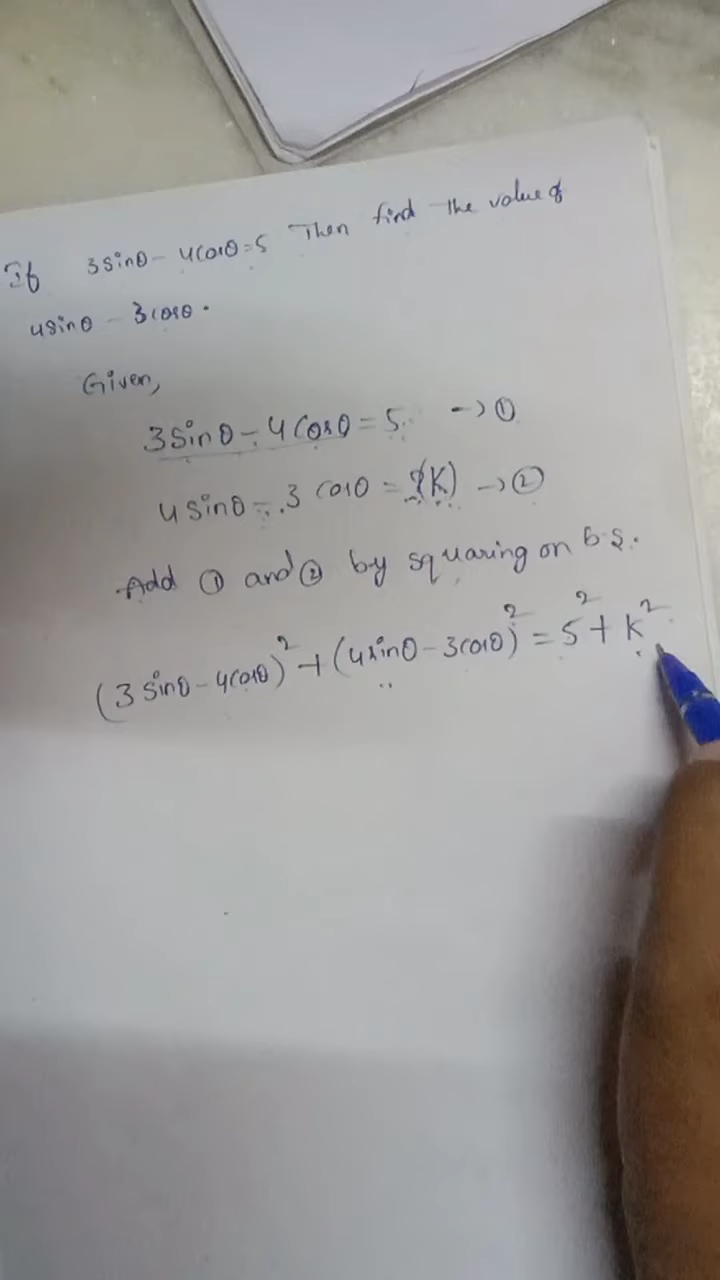 If 3sinθ - 4cosθ = 5 Then find the value of
4sinθ - 3cosθ.
Given,
3sinθ - 4cosθ = 5. → ①
4sinθ - 3cosθ = (K) → ②
Add ① and ② by squaring on b.s.
(3sinθ - 4cosθ)² + (4sinθ - 3cosθ)² = 5² + K²